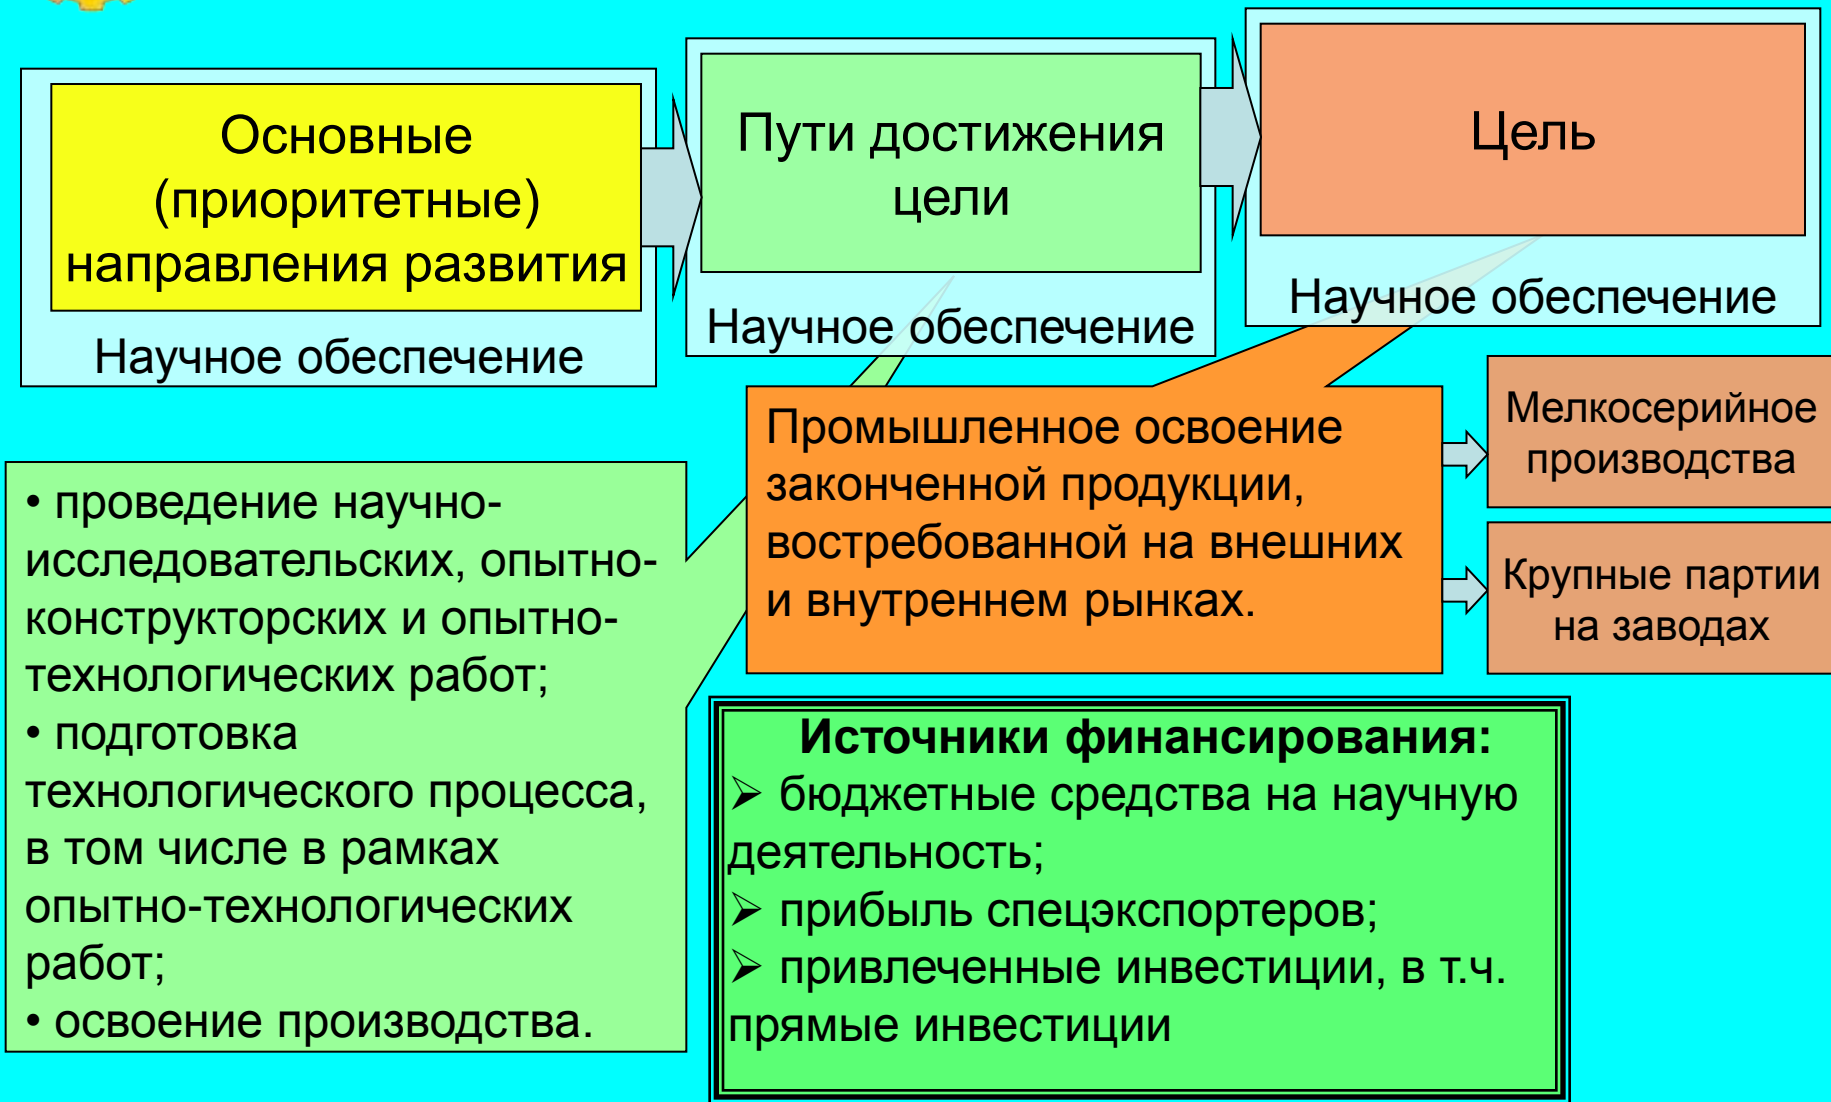 Основные
(приоритетные)
направления развития
Научное обеспечение
Пути достижения
цели
Научное обеспечение
Цель
Научное обеспечение
• проведение научно-
исследовательских, опытно-
конструкторских и опытно-
технологических работ;
• подготовка
технологического процесса,
в том числе в рамках
опытно-технологических
работ;
• освоение производства.
Промышленное освоение
законченной продукции,
востребованной на внешних
и внутреннем рынках.
Мелкосерийное
производства
Крупные партии
на заводах
Источники финансирования:
➢ бюджетные средства на научную
деятельность;
➢ прибыль спецэкспортеров;
➢ привлеченные инвестиции, в т.ч.
прямые инвестиции